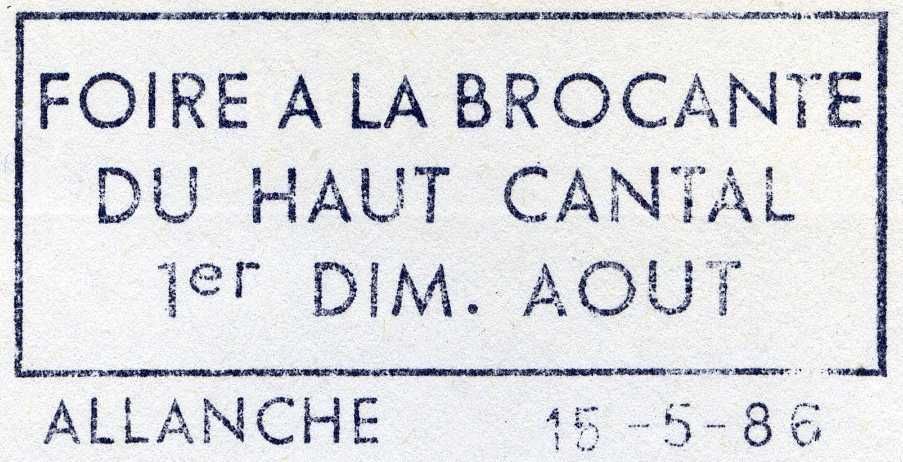 FOIRE A LA BROCANTE
DU HAUT CANTAL
1er DIM. AOUT
ALLANCHE 15-5-86